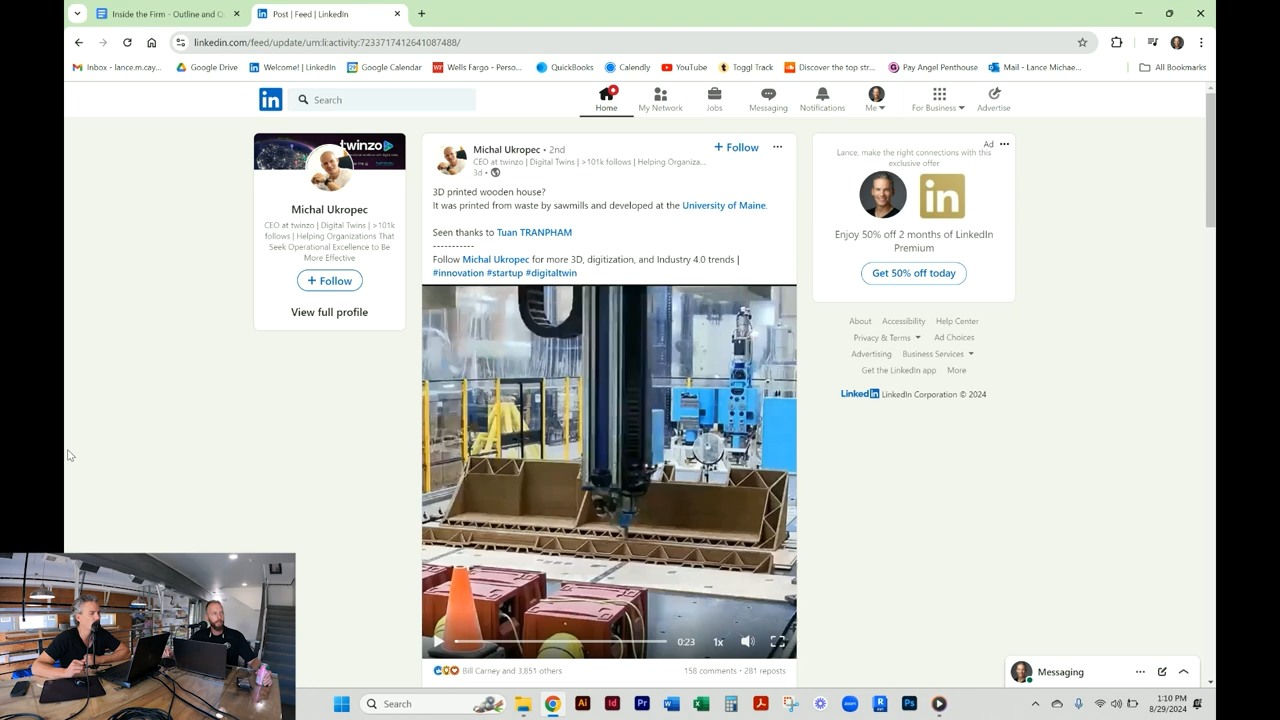 Inside the Firm - Outline and Q
Post | Feed | LinkedIn
linkedin.com/feed/update/urn:li:activity:7233717412641087488/
Inbox - lance.m.cay...
Google Drive
Welcome! | LinkedIn
Google Calendar
Wells Fargo - Perso...
QuickBooks
Calendly
YouTube
Toggl Track
Discover the top str...
Pay Angel Penthouse
Mail - Lance Michae...
All Bookmarks
in
Search
Home
My Network
Jobs
Messaging
Notifications
Me
For Business
Advertise
twinzo
Michal Ukropec
CEO at twinzo | Digital Twins | >101k
follows | Helping Organizations That
Seek Operational Excellence to Be
More Effective
+ Follow
View full profile
Michal Ukropec • 2nd
CEO at twinzo | Digital Twins | >101k follows | Helping Organiza...
3d •
+ Follow
3D printed wooden house?
It was printed from waste by sawmills and developed at the University of Maine.
Seen thanks to Tuan TRANPHAM
-----------
Follow Michal Ukropec for more 3D, digitization, and Industry 4.0 trends |
#innovation #startup #digitaltwin
0:23
1x
Bill Carney and 3,851 others
158 comments • 281 reposts
Ad
Lance, make the right connections with this
exclusive offer
in
Enjoy 50% off 2 months of LinkedIn
Premium
Get 50% off today
About Accessibility Help Center
Privacy & Terms Ad Choices
Advertising Business Services
Get the LinkedIn app More
LinkedIn LinkedIn Corporation © 2024
Messaging
Search
1:10 PM
8/29/2024